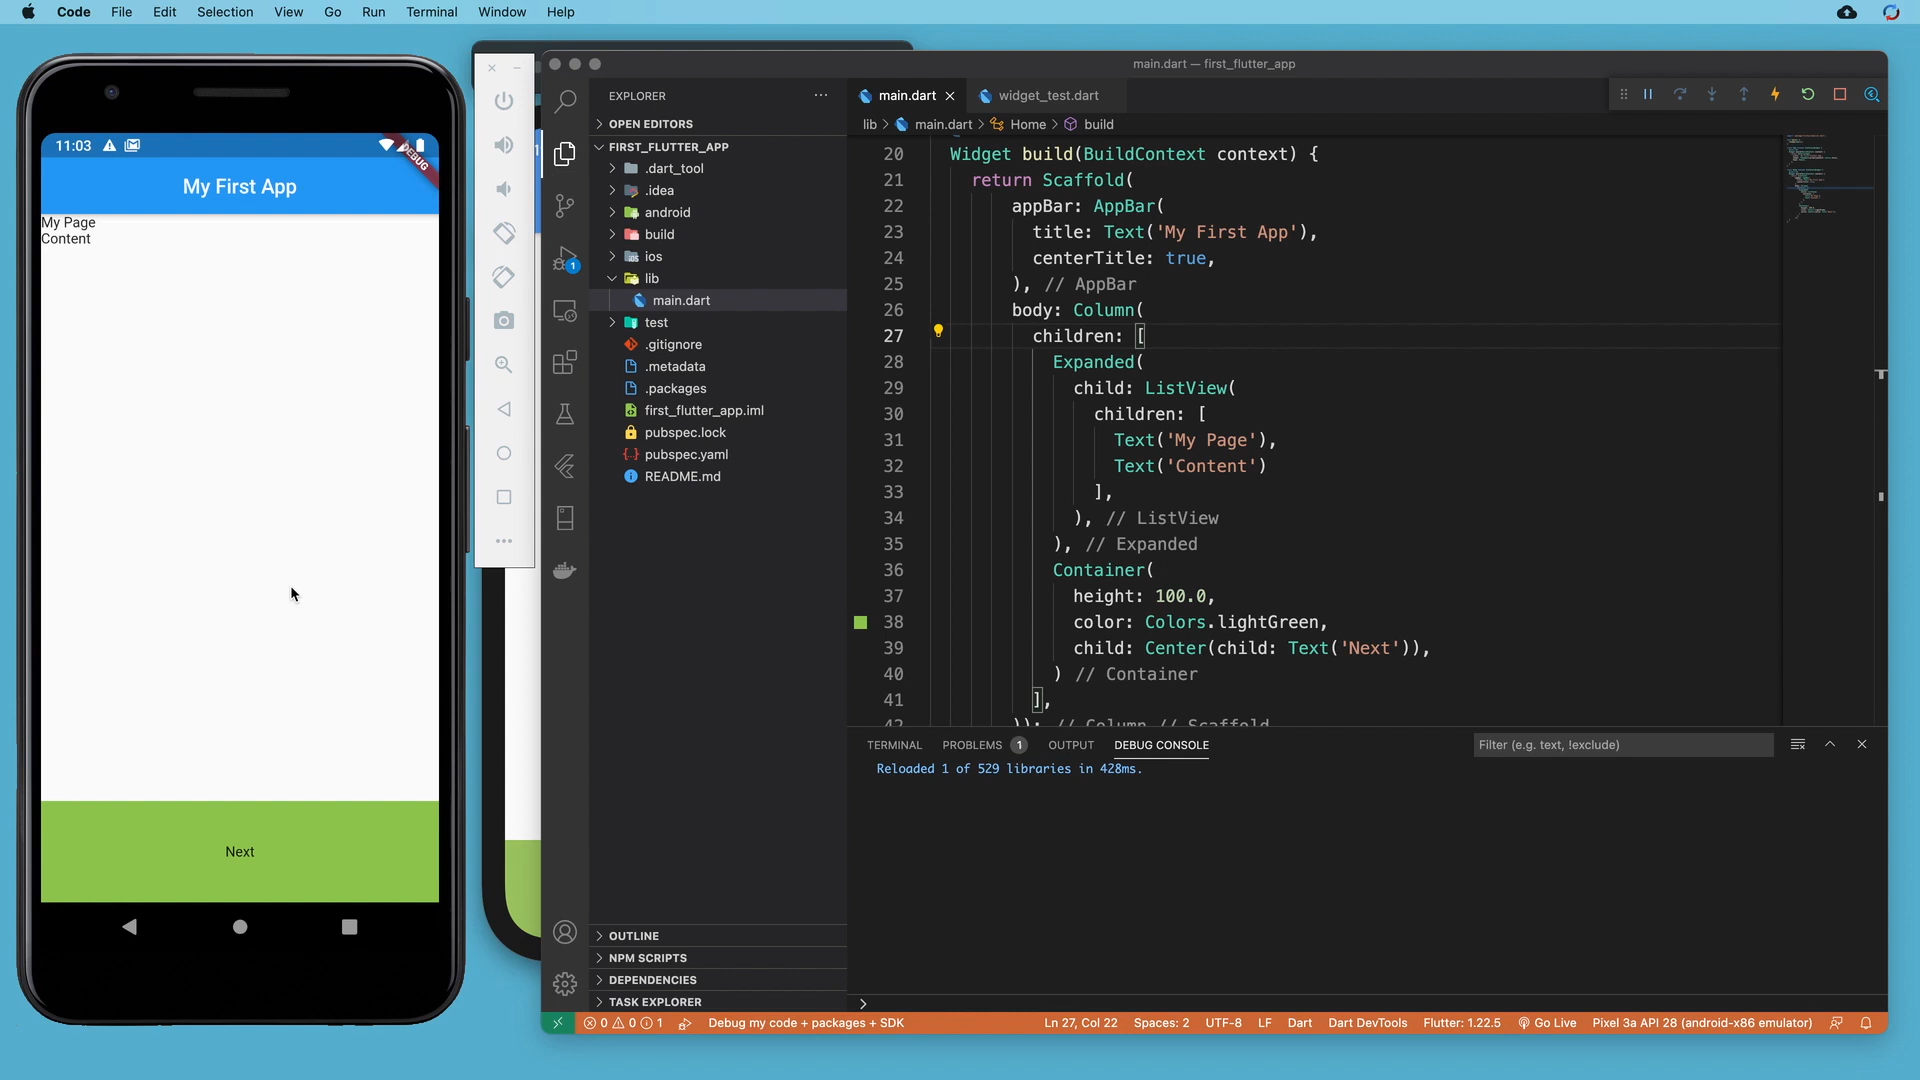 Code File Edit Selection View Go Run Terminal Window Help
11:03
DEBUG
My First App
My Page
Content
Next
main.dart — first_flutter_app
EXPLORER
OPEN EDITORS
FIRST_FLUTTER_APP
.dart_tool
.idea
android
build
ios
lib
main.dart
test
.gitignore
.metadata
.packages
first_flutter_app.iml
pubspec.lock
pubspec.yaml
README.md
OUTLINE
NPM SCRIPTS
DEPENDENCIES
TASK EXPLORER
1
main.dart widget_test.dart
lib > main.dart > Home > build
20 Widget build(BuildContext context) {
21 return Scaffold(
22 appBar: AppBar(
23 title: Text('My First App'),
24 centerTitle: true,
25 ), // AppBar
26 body: Column(
27 children: [
28 Expanded(
29 child: ListView(
30 children: [
31 Text('My Page'),
32 Text('Content')
33 ],
34 ), // ListView
35 ), // Expanded
36 Container(
37 height: 100.0,
38 color: Colors.lightGreen,
39 child: Center(child: Text('Next')),
40 ) // Container
41 ],
42 )); // Column // Scaffold
TERMINAL PROBLEMS 1 OUTPUT DEBUG CONSOLE Filter (e.g. text, !exclude)
Reloaded 1 of 529 libraries in 428ms.
0 0 1 Debug my code + packages + SDK Ln 27, Col 22 Spaces: 2 UTF-8 LF Dart Dart DevTools Flutter: 1.22.5 Go Live Pixel 3a API 28 (android-x86 emulator)